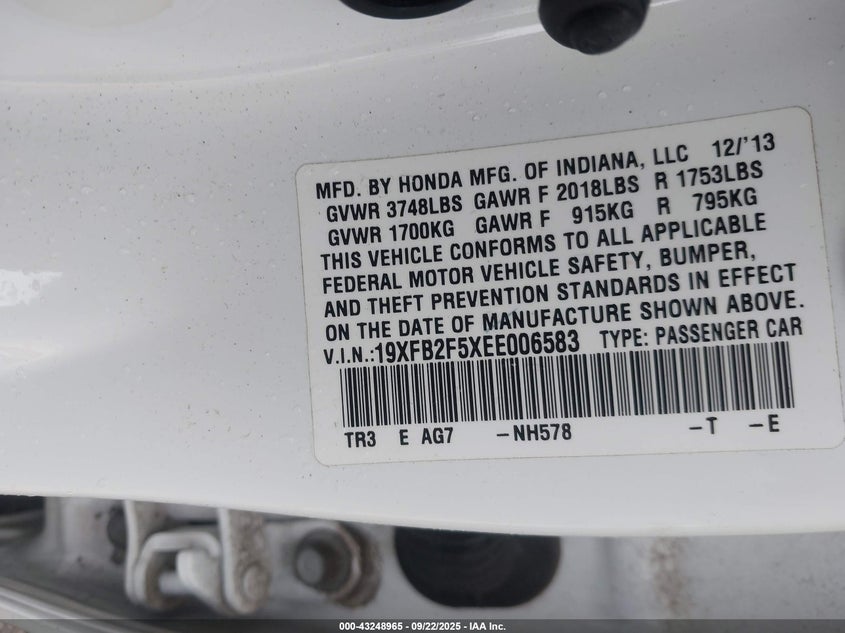 MFD. BY HONDA MFG. OF INDIANA, LLC 12/'13
GVWR 3748LBS GAWR F 2018LBS R 1753LBS
GVWR 1700KG GAWR F 915KG R 795KG
THIS VEHICLE CONFORMS TO ALL APPLICABLE
FEDERAL MOTOR VEHICLE SAFETY, BUMPER,
AND THEFT PREVENTION STANDARDS IN EFFECT
ON THE DATE OF MANUFACTURE SHOWN ABOVE.
V.I.N.:19XFB2F5XEE006583 TYPE: PASSENGER CAR
TR3 E AG7 -NH578 -T -E
000-43248965 - 09/22/2025 - IAA Inc.